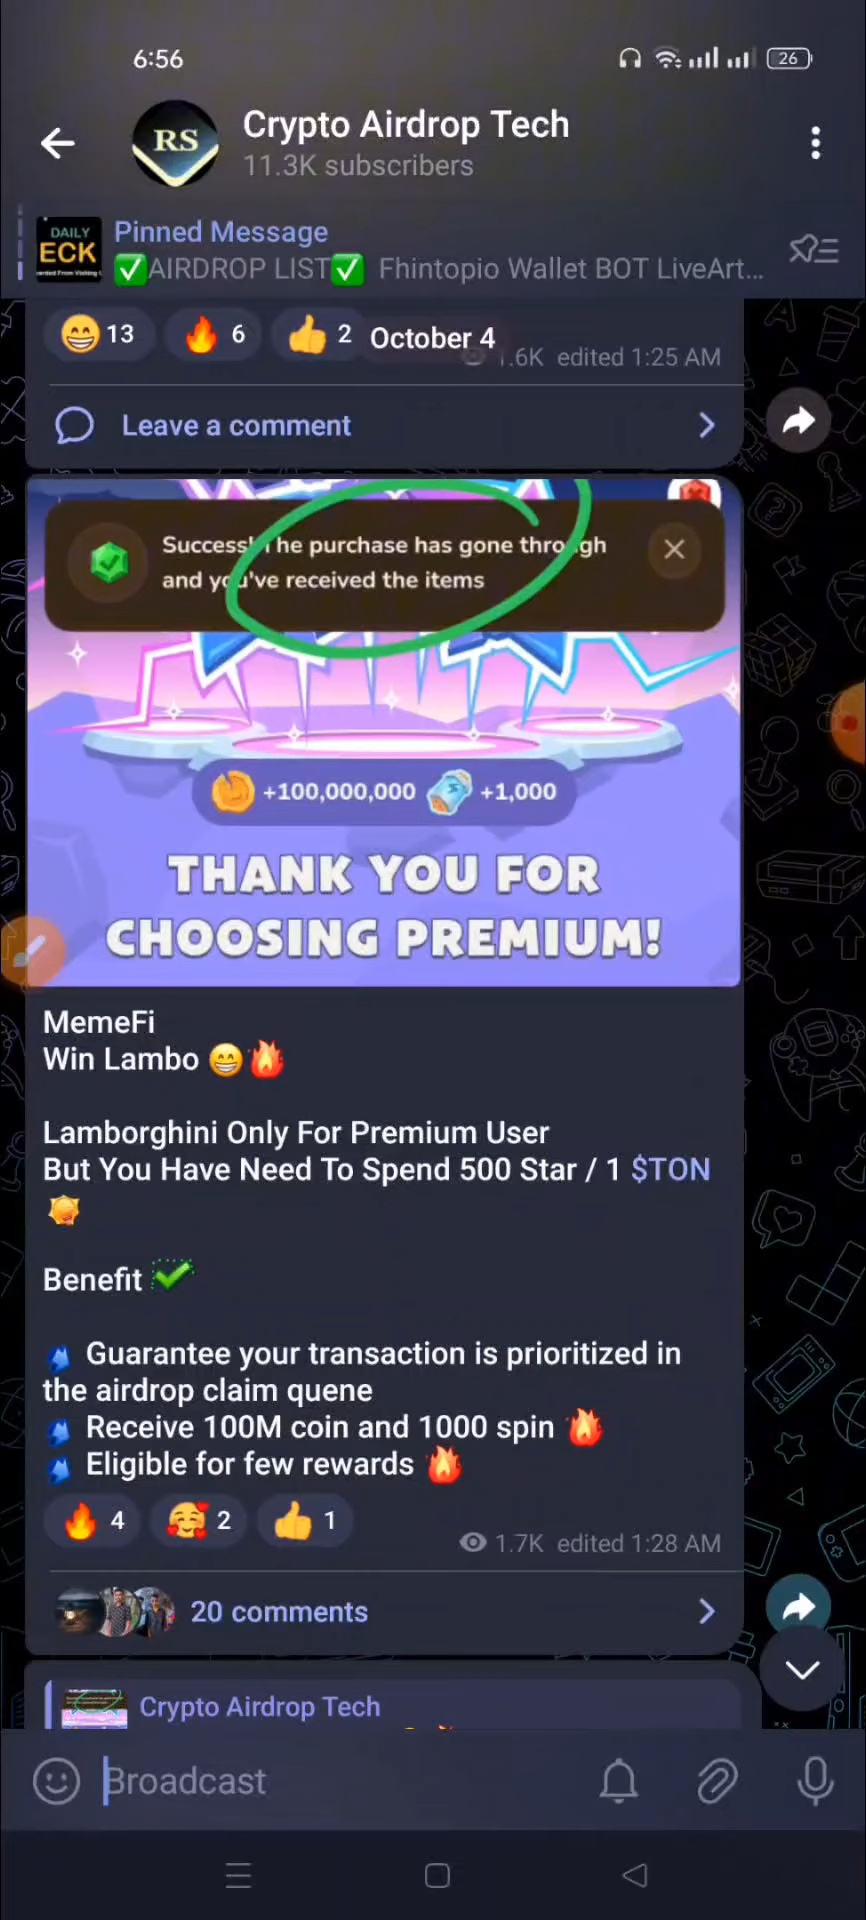 6:56
26
RS
Crypto Airdrop Tech
11.3K subscribers
DAILY
ECK
Pinned Message
✅AIRDROP LIST✅ Fhintopio Wallet BOT LiveArt...
😁 13 🔥 6 👍 2
October 4
1.6K edited 1:25 AM
Leave a comment
Success! The purchase has gone through
and you've received the items
+100,000,000 +1,000
THANK YOU FOR
CHOOSING PREMIUM!
MemeFi
Win Lambo 😁🔥
Lamborghini Only For Premium User
But You Have Need To Spend 500 Star / 1 $TON
Benefit ✅
Guarantee your transaction is prioritized in
the airdrop claim quene
Receive 100M coin and 1000 spin 🔥
Eligible for few rewards 🔥
🔥 4 🥰 2 👍 1
1.7K edited 1:28 AM
20 comments
Crypto Airdrop Tech
Broadcast